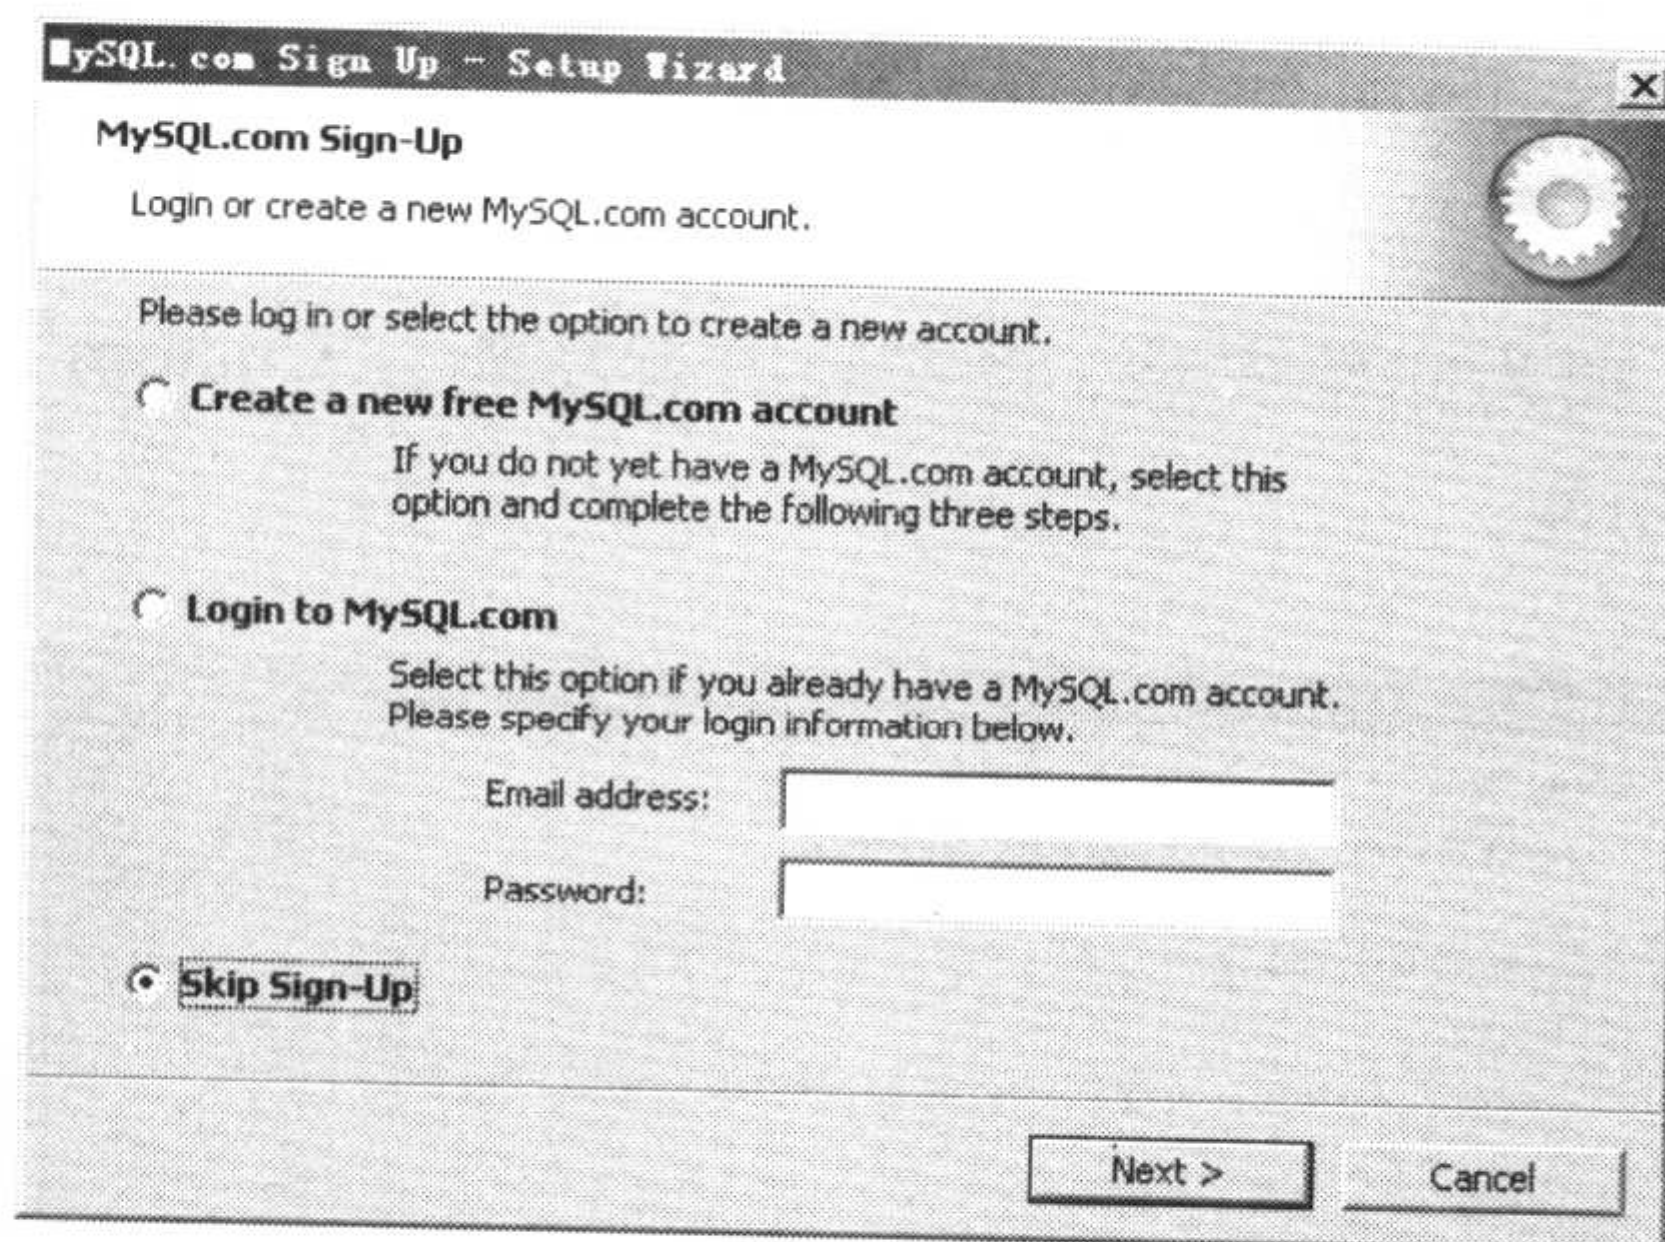 MySQL.com Sign Up - Setup Wizard
MySQL.com Sign-Up
Login or create a new MySQL.com account.
Please log in or select the option to create a new account.
Create a new free MySQL.com account
If you do not yet have a MySQL.com account, select this
option and complete the following three steps.
Login to MySQL.com
Select this option if you already have a MySQL.com account.
Please specify your login information below.
Email address:
Password:
Skip Sign-Up
Next >
Cancel